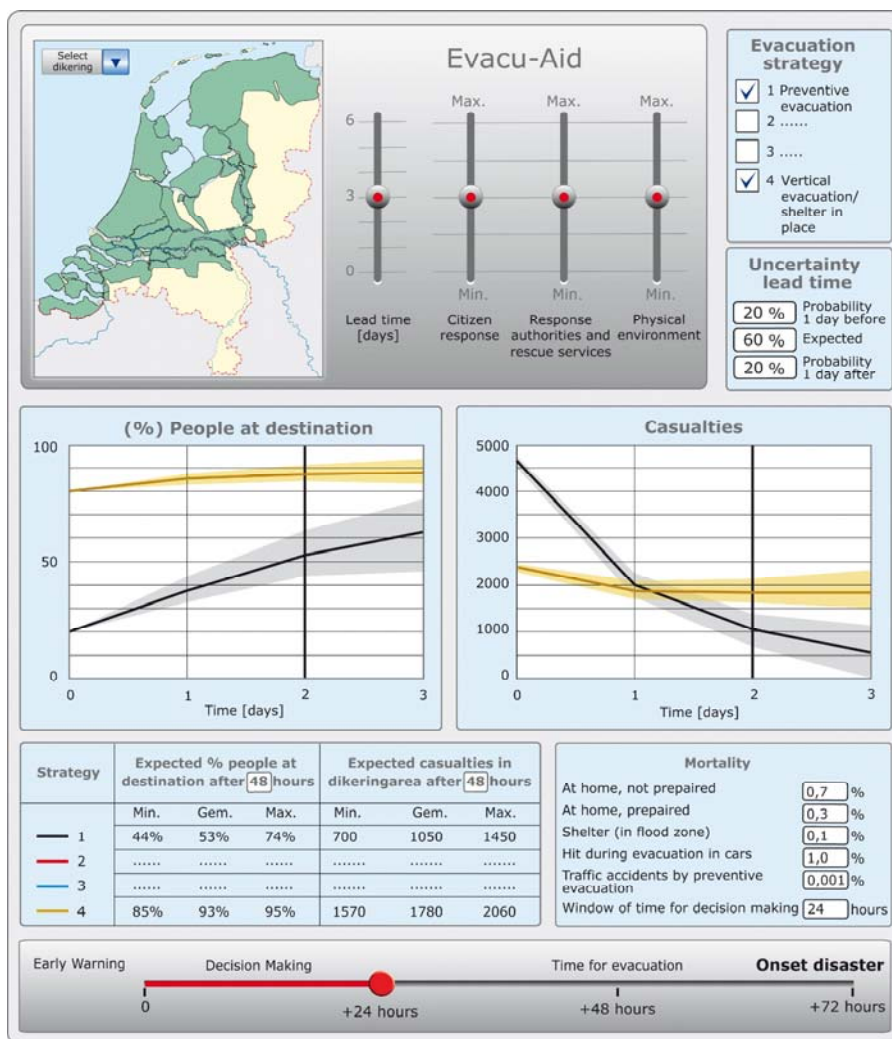 Select
dikering
Evacu-Aid
Max. Max. Max.
6
3
0
Min. Min. Min.
Lead time
[days]
Citizen
response
Response
authorities and
rescue services
Physical
environment
Evacuation
strategy
1 Preventive
evacuation
2 ......
3 .....
4 Vertical
evacuation/
shelter in
place
Uncertainty
lead time
20 % Probability
1 day before
60 % Expected
20 % Probability
1 day after
(%) People at destination
100
50
0
0 1 2 3
Time [days]
Casualties
5000
4000
3000
2000
1000
0
0 1 2 3
Time [days]
Strategy
Expected % people at
destination after 48 hours
Expected casualties in
dikeringarea after 48 hours
Min. Gem. Max. Min. Gem. Max.
1 44% 53% 74% 700 1050 1450
2 ...... ...... ...... ...... ...... ......
3 ...... ...... ...... ...... ...... ......
4 85% 93% 95% 1570 1780 2060
Mortality
At home, not prepaired 0,7 %
At home, prepaired 0,3 %
Shelter (in flood zone) 0,1 %
Hit during evacuation in cars 1,0 %
Traffic accidents by preventive
evacuation 0,001 %
Window of time for decision making 24 hours
Early Warning Decision Making Time for evacuation Onset disaster
0 +24 hours +48 hours +72 hours